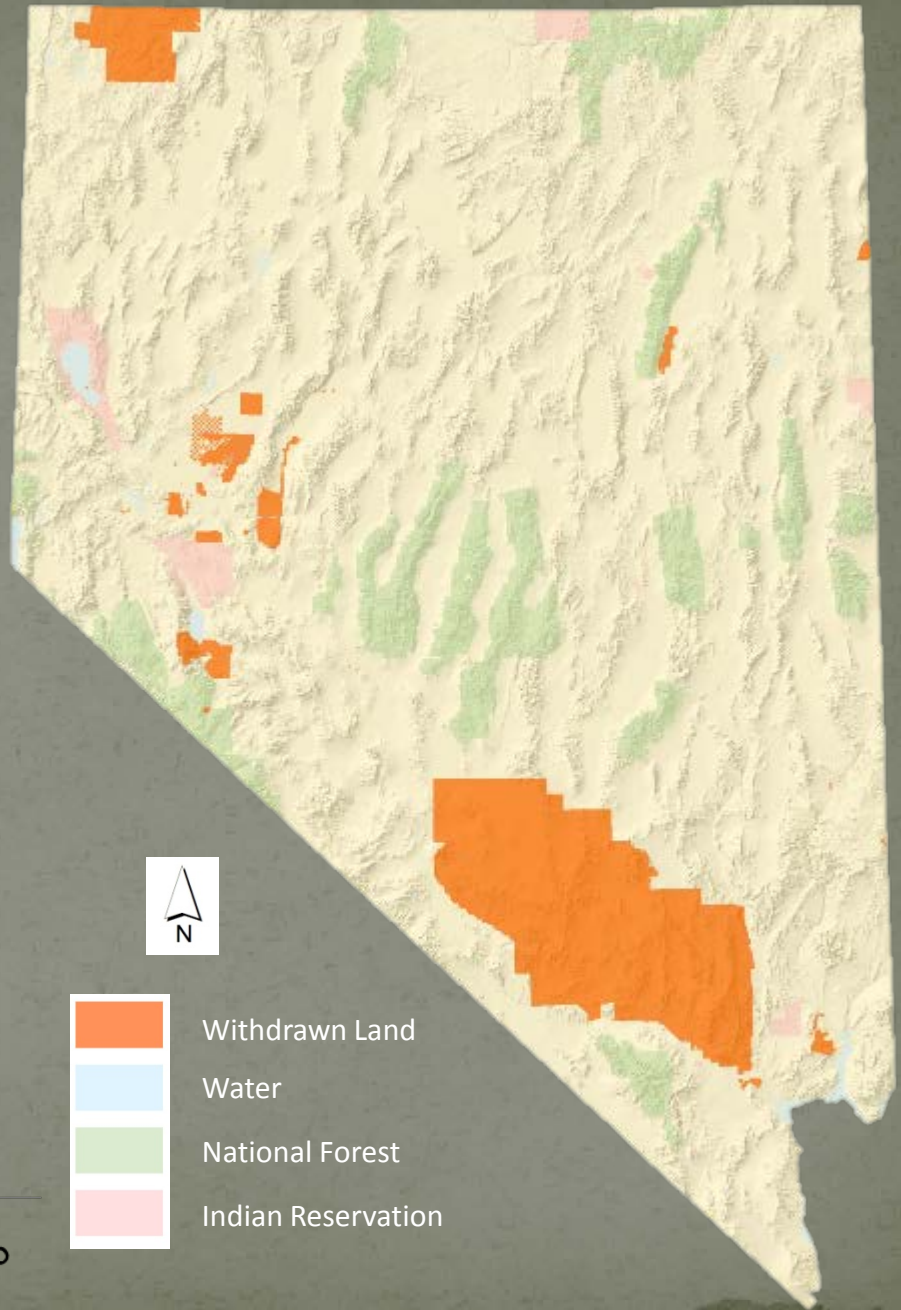 N
Withdrawn Land
Water
National Forest
Indian Reservation